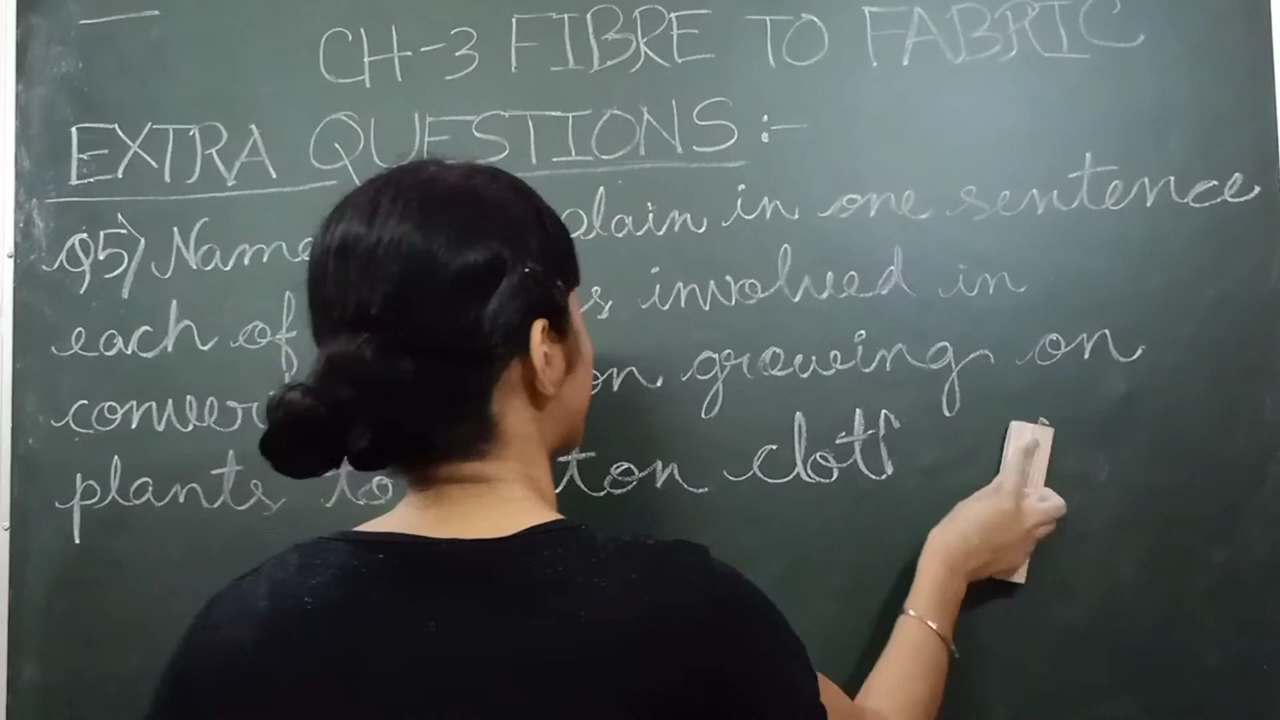 CH-3 FIBRE TO FABRIC
EXTRA QUESTIONS :-
Q5) Name plain in one sentence
each of s involved in
conver on growing on
plants to ton cloth